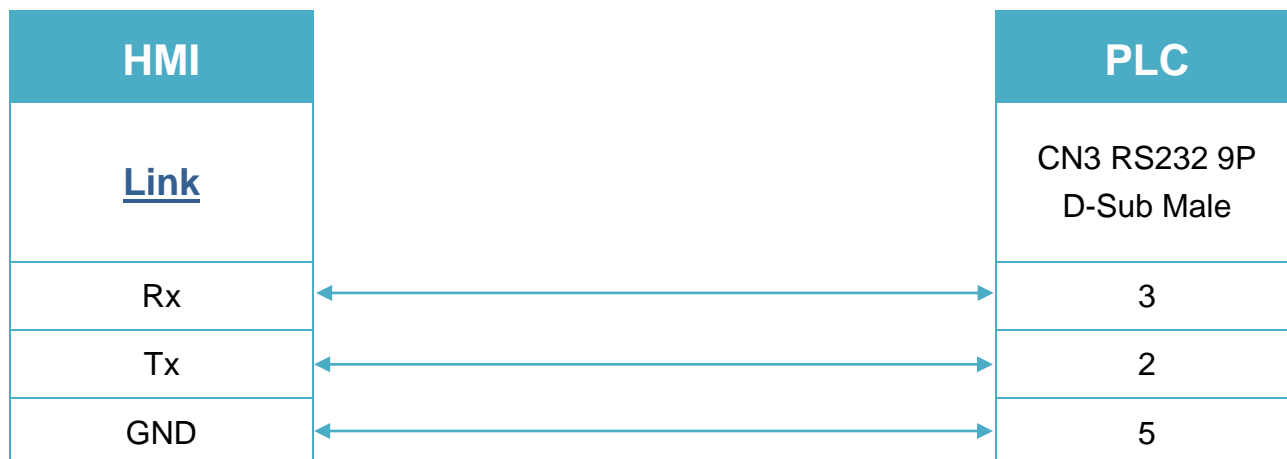 HMI
PLC
Link
CN3 RS232 9P
D-Sub Male
Rx
3
Tx
2
GND
5